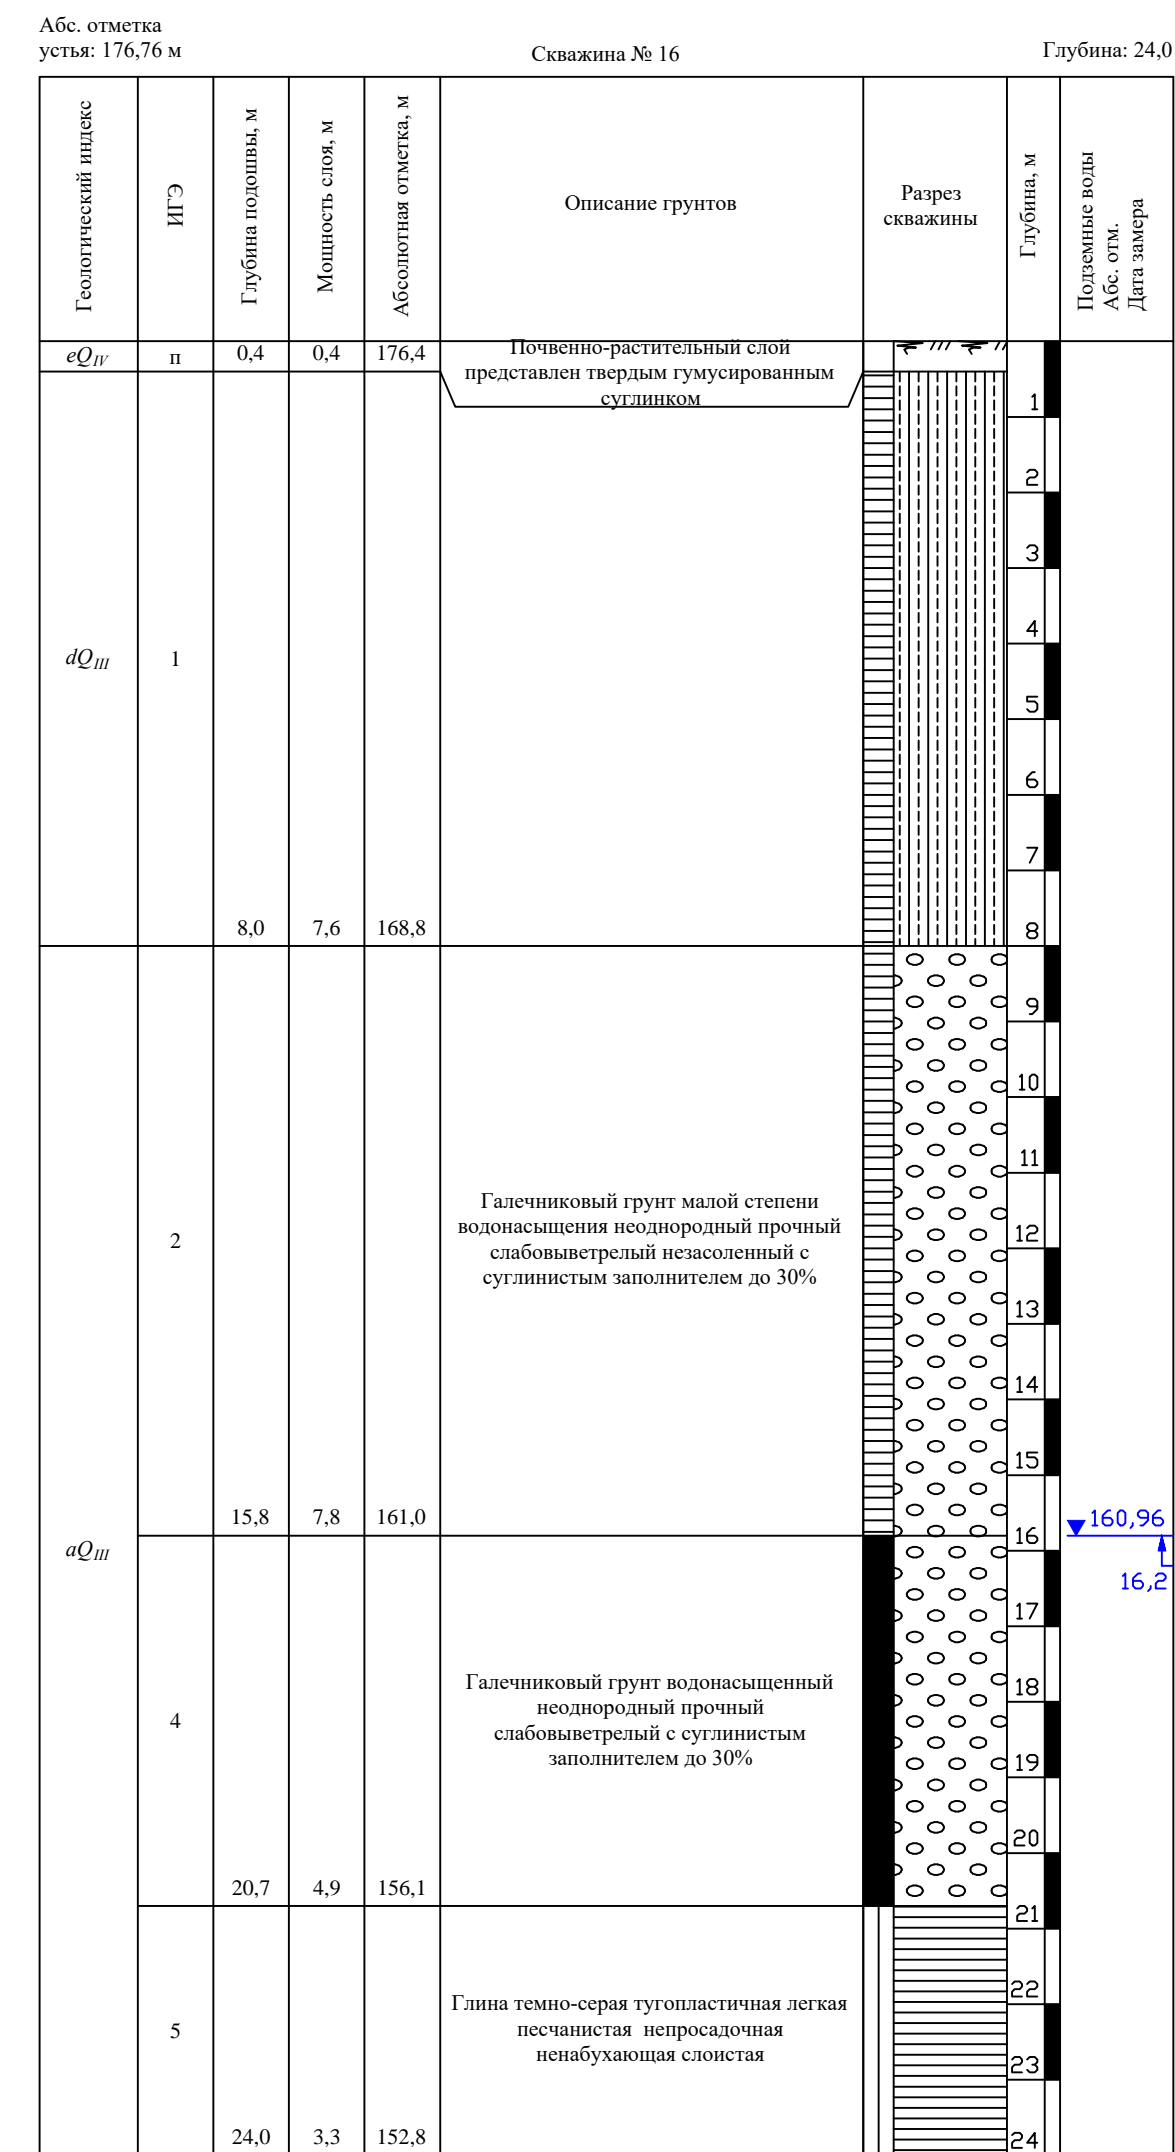 Абс. отметка
устья: 176,76 м
Скважина № 16
Глубина: 24,0
Геологический индекс
ИГЭ
Глубина подошвы, м
Мощность слоя, м
Абсолютная отметка, м
Описание грунтов
Разрез
скважины
Глубина, м
Подземные воды
Абс. отм.
Дата замера
eQIV
п
0,4
0,4
176,4
Почвенно-растительный слой
представлен твердым гумусированным
суглинком
1
2
3
4
dQIII
1
5
6
7
8,0
7,6
168,8
8
9
10
11
2
Галечниковый грунт малой степени
водонасыщения неоднородный прочный
слабовыветрелый незасоленный с
суглинистым заполнителем до 30%
12
13
14
15
15,8
7,8
161,0
16
160,96
aQIII
16,2
17
4
Галечниковый грунт водонасыщенный
неоднородный прочный
слабовыветрелый с суглинистым
заполнителем до 30%
18
19
20
20,7
4,9
156,1
21
22
5
Глина темно-серая тугопластичная легкая
песчанистая непросадочная
ненабухающая слоистая
23
24,0
3,3
152,8
24